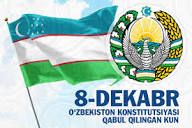 8-DEKABR
O'ZBEKISTON KONSTITUTSIYASI
QABUL QILINGAN KUN